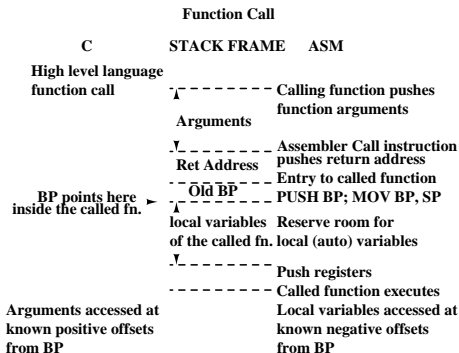 Function Call
C STACK FRAME ASM
High level language
function call
Calling function pushes
function arguments
Arguments
Assembler Call instruction
pushes return address
Ret Address
Entry to called function
Old BP
PUSH BP; MOV BP, SP
BP points here
inside the called fn.
local variables
of the called fn.
Reserve room for
local (auto) variables
Push registers
Called function executes
Arguments accessed at
known positive offsets
from BP
Local variables accessed at
known negative offsets
from BP